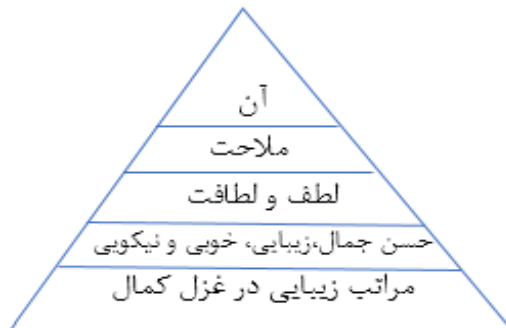 آن
ملاحت
لطف و لطافت
حسن جمال،زیبایی، خوبی و نیکویی
مراتب زیبایی در غزل کمال